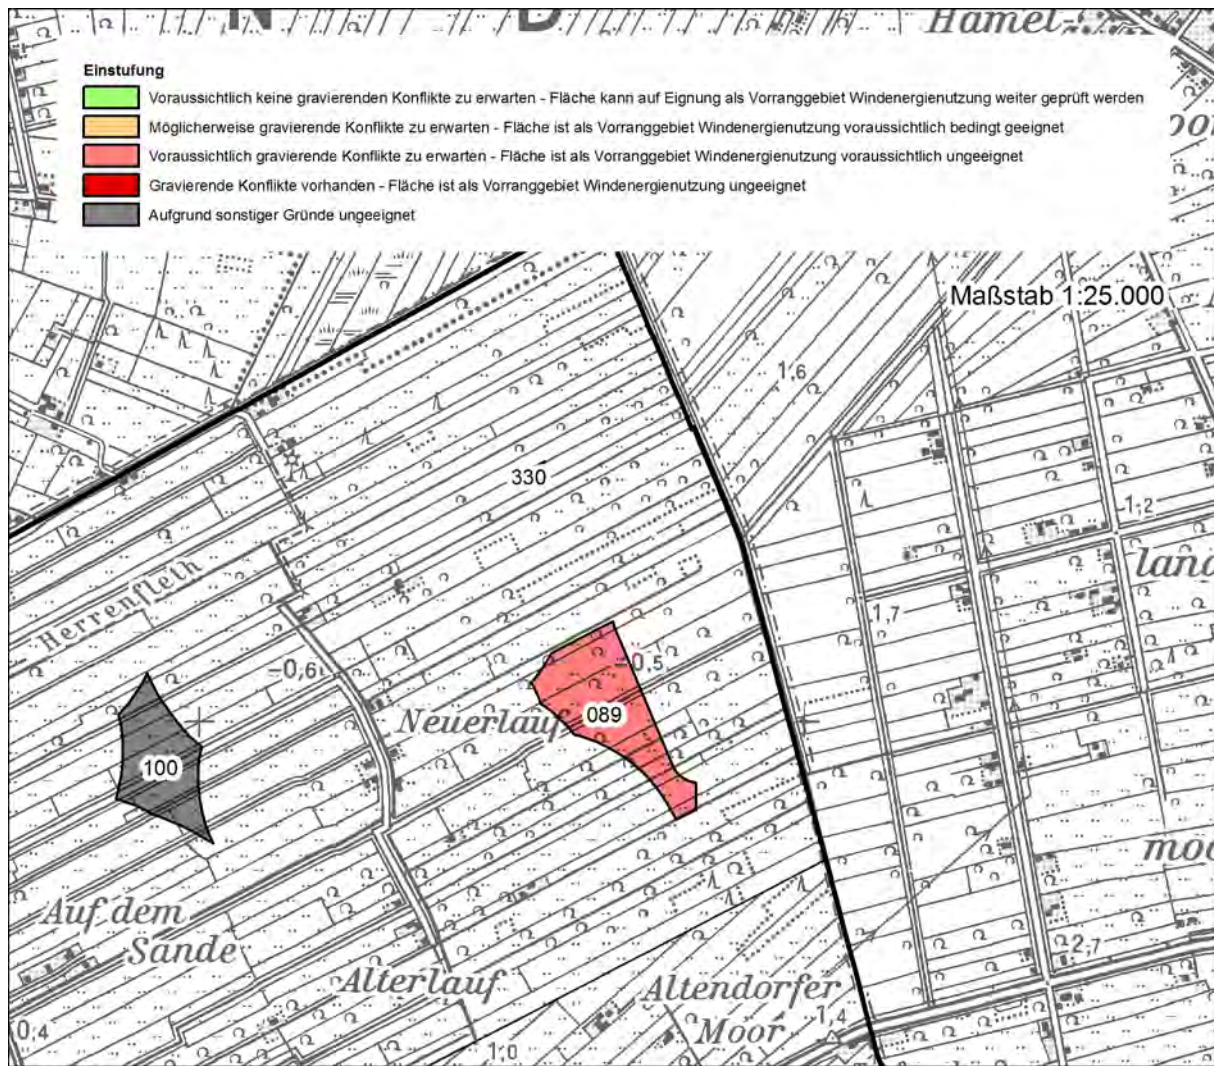 N D
Hamel-
Einstufung
Voraussichtlich keine gravierenden Konflikte zu erwarten - Fläche kann auf Eignung als Vorranggebiet Windenergienutzung weiter geprüft werden
Möglicherweise gravierende Konflikte zu erwarten - Fläche ist als Vorranggebiet Windenergienutzung voraussichtlich bedingt geeignet
Voraussichtlich gravierende Konflikte zu erwarten - Fläche ist als Vorranggebiet Windenergienutzung voraussichtlich ungeeignet
Gravierende Konflikte vorhanden - Fläche ist als Vorranggebiet Windenergienutzung ungeeignet
Aufgrund sonstiger Gründe ungeeignet
Maßstab 1:25.000
1,6
330
1,2
land
Herrenfleth
1,7
-0,6
-0,5
Neuerlauf
089
100
moo
Auf dem
Sande
Alterlauf
Altendorfer
Moor
2,7
1,4
0,4
1,0